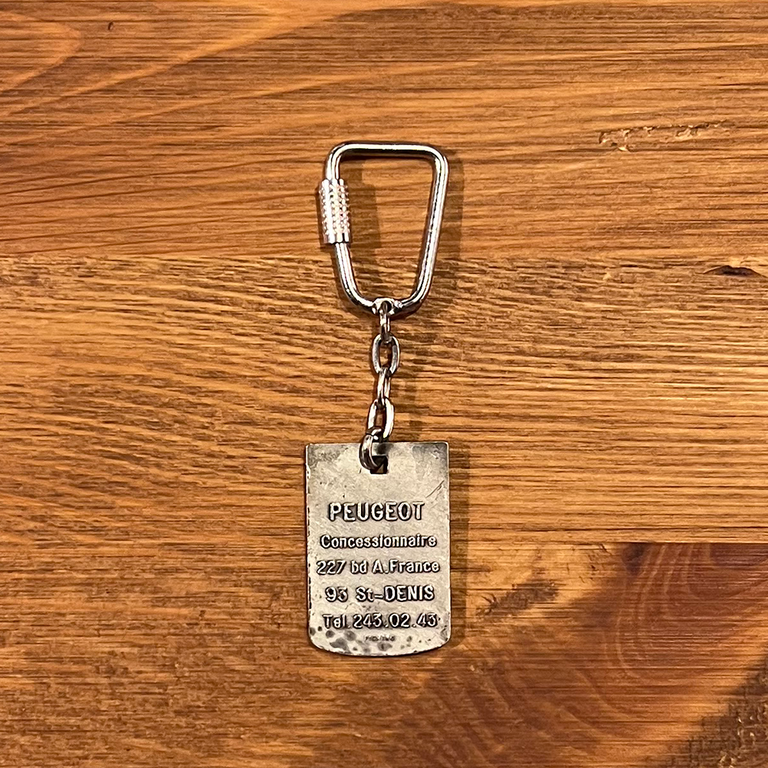 PEUGEOT
Concessionnaire
227 bd A.France
93 St-DENIS
Tel 243.02.43